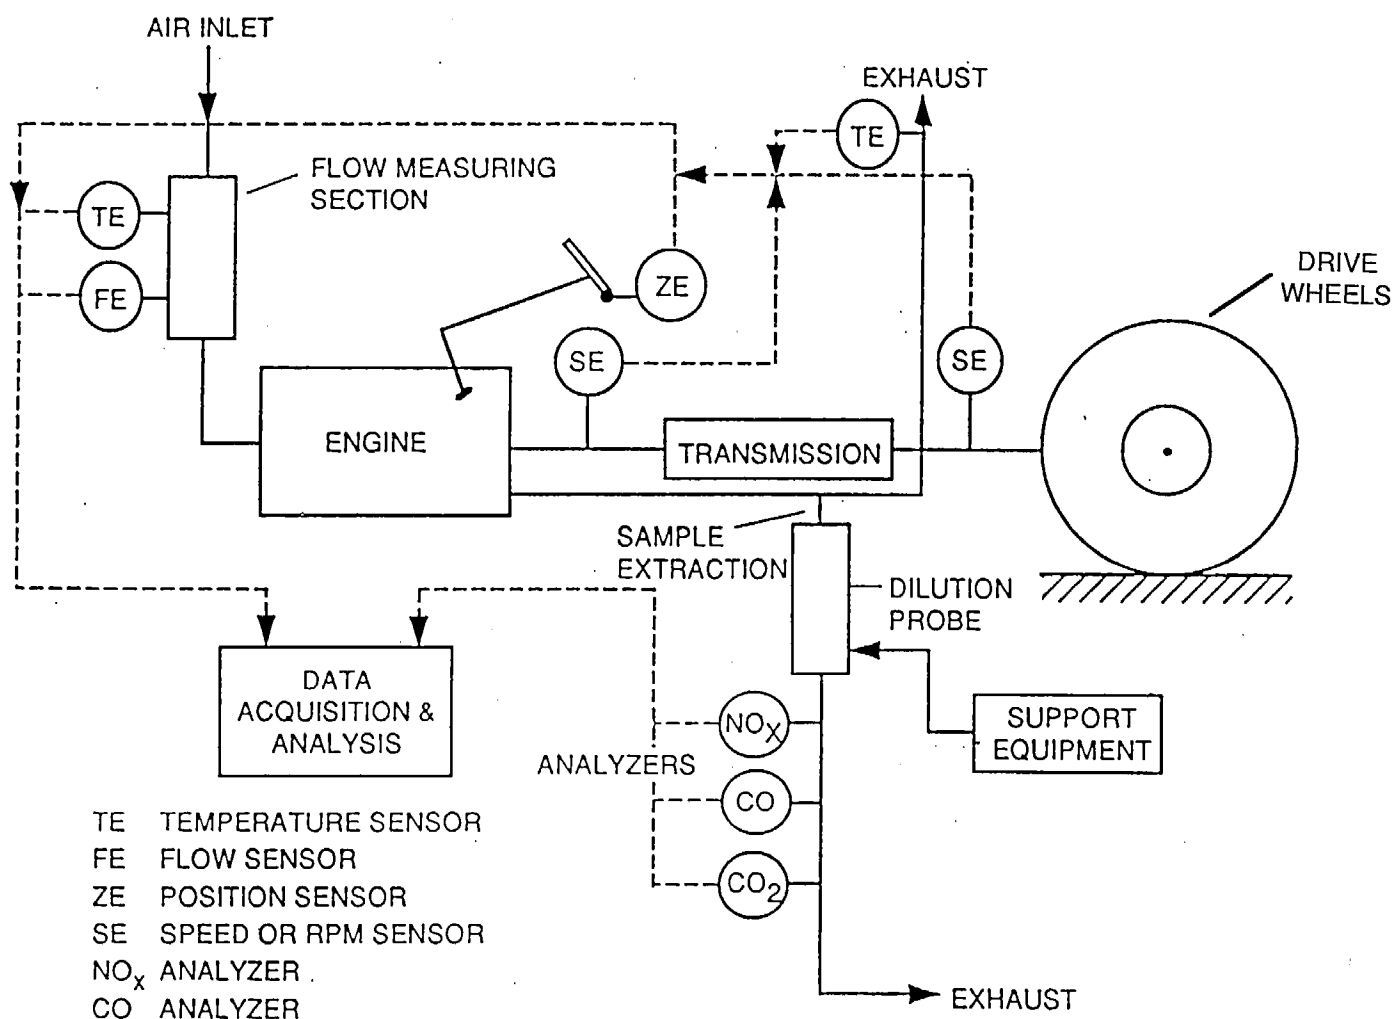 AIR INLET
EXHAUST
TE
FLOW MEASURING
SECTION
TE
FE
ZE
DRIVE
WHEELS
SE
SE
ENGINE
TRANSMISSION
SAMPLE
EXTRACTION
DILUTION
PROBE
DATA
ACQUISITION &
ANALYSIS
NOX
SUPPORT
EQUIPMENT
ANALYZERS
CO
CO2
TE TEMPERATURE SENSOR
FE FLOW SENSOR
ZE POSITION SENSOR
SE SPEED OR RPM SENSOR
NOX ANALYZER
CO ANALYZER
EXHAUST